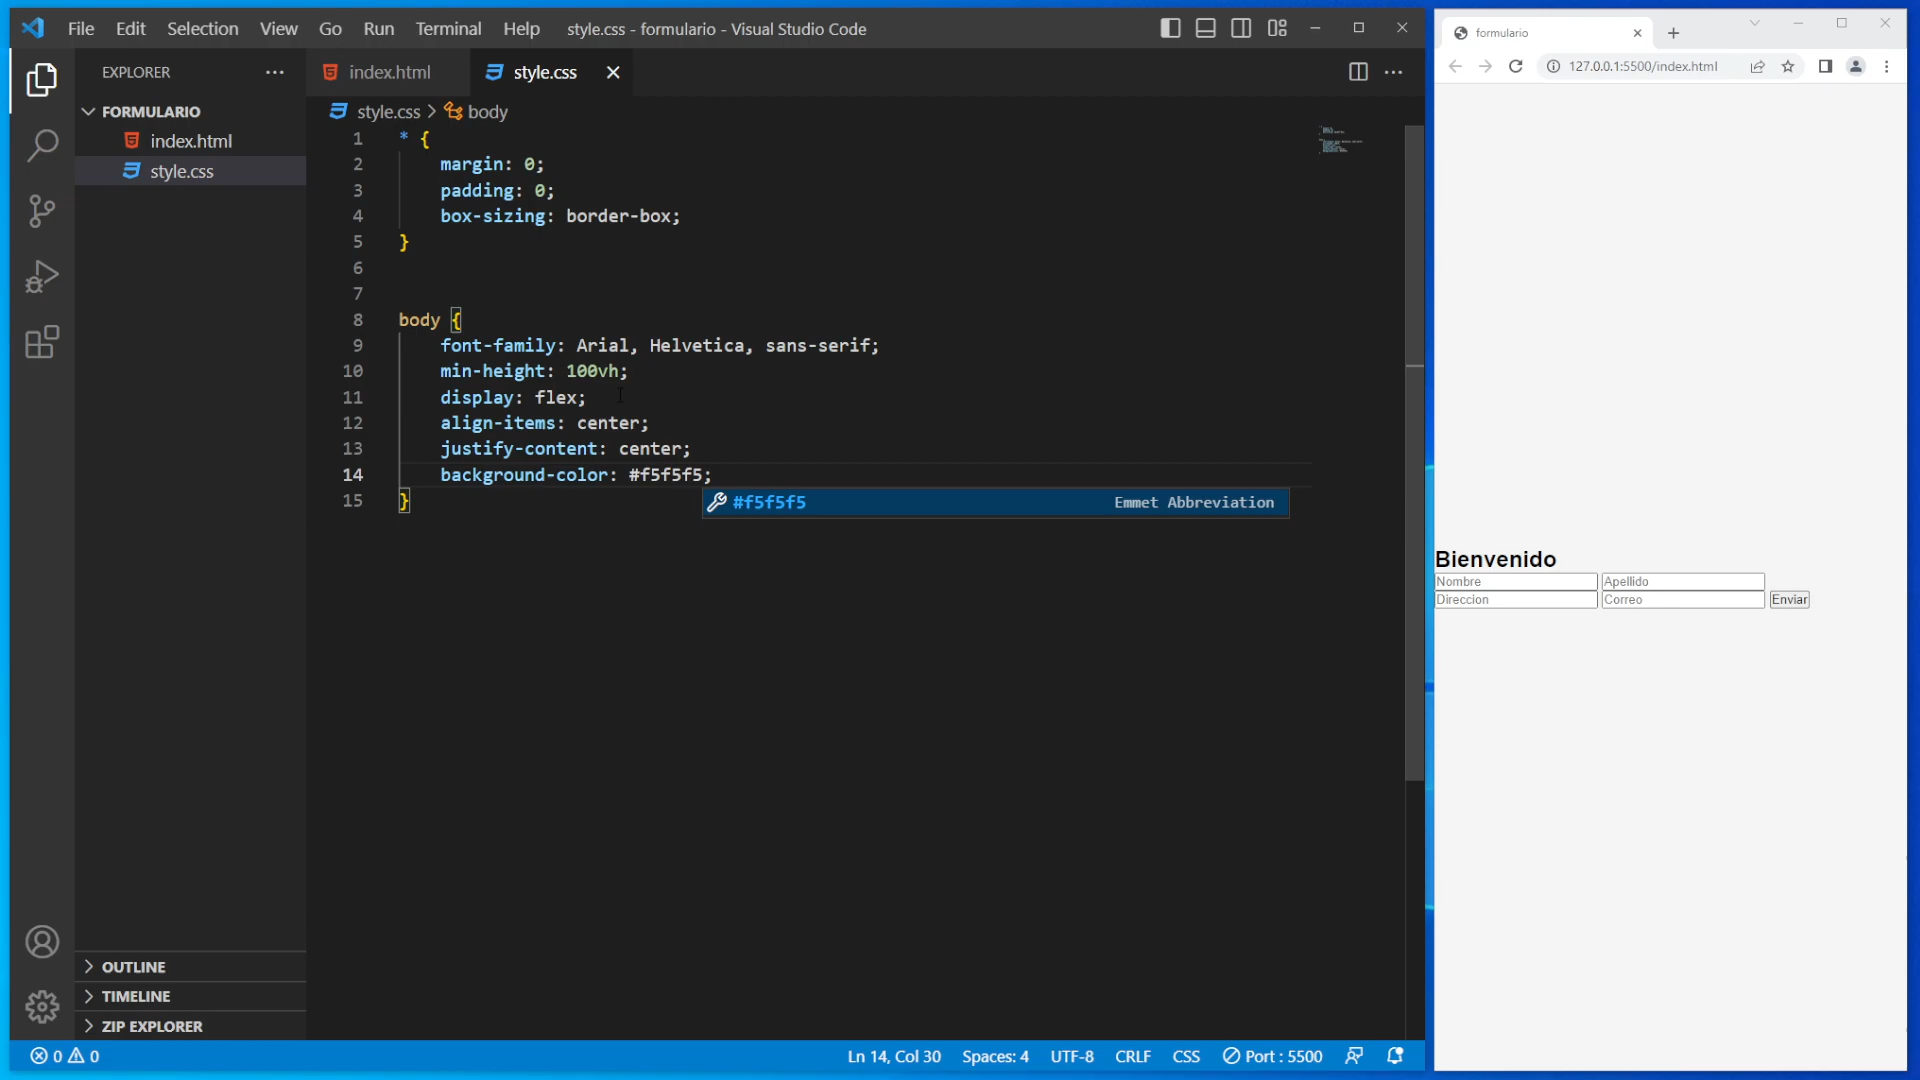 File Edit Selection View Go Run Terminal Help style.css - formulario - Visual Studio Code
EXPLORER
FORMULARIO
index.html
style.css
OUTLINE
TIMELINE
ZIP EXPLORER
index.html style.css
style.css > body
1 * {
2 margin: 0;
3 padding: 0;
4 box-sizing: border-box;
5 }
6
7
8 body {
9 font-family: Arial, Helvetica, sans-serif;
10 min-height: 100vh;
11 display: flex;
12 align-items: center;
13 justify-content: center;
14 background-color: #f5f5f5;
15 }
#f5f5f5 Emmet Abbreviation
0 0 Ln 14, Col 30 Spaces: 4 UTF-8 CRLF CSS Port : 5500
formulario
127.0.0.1:5500/index.html
Bienvenido
Nombre Apellido
Direccion Correo Enviar